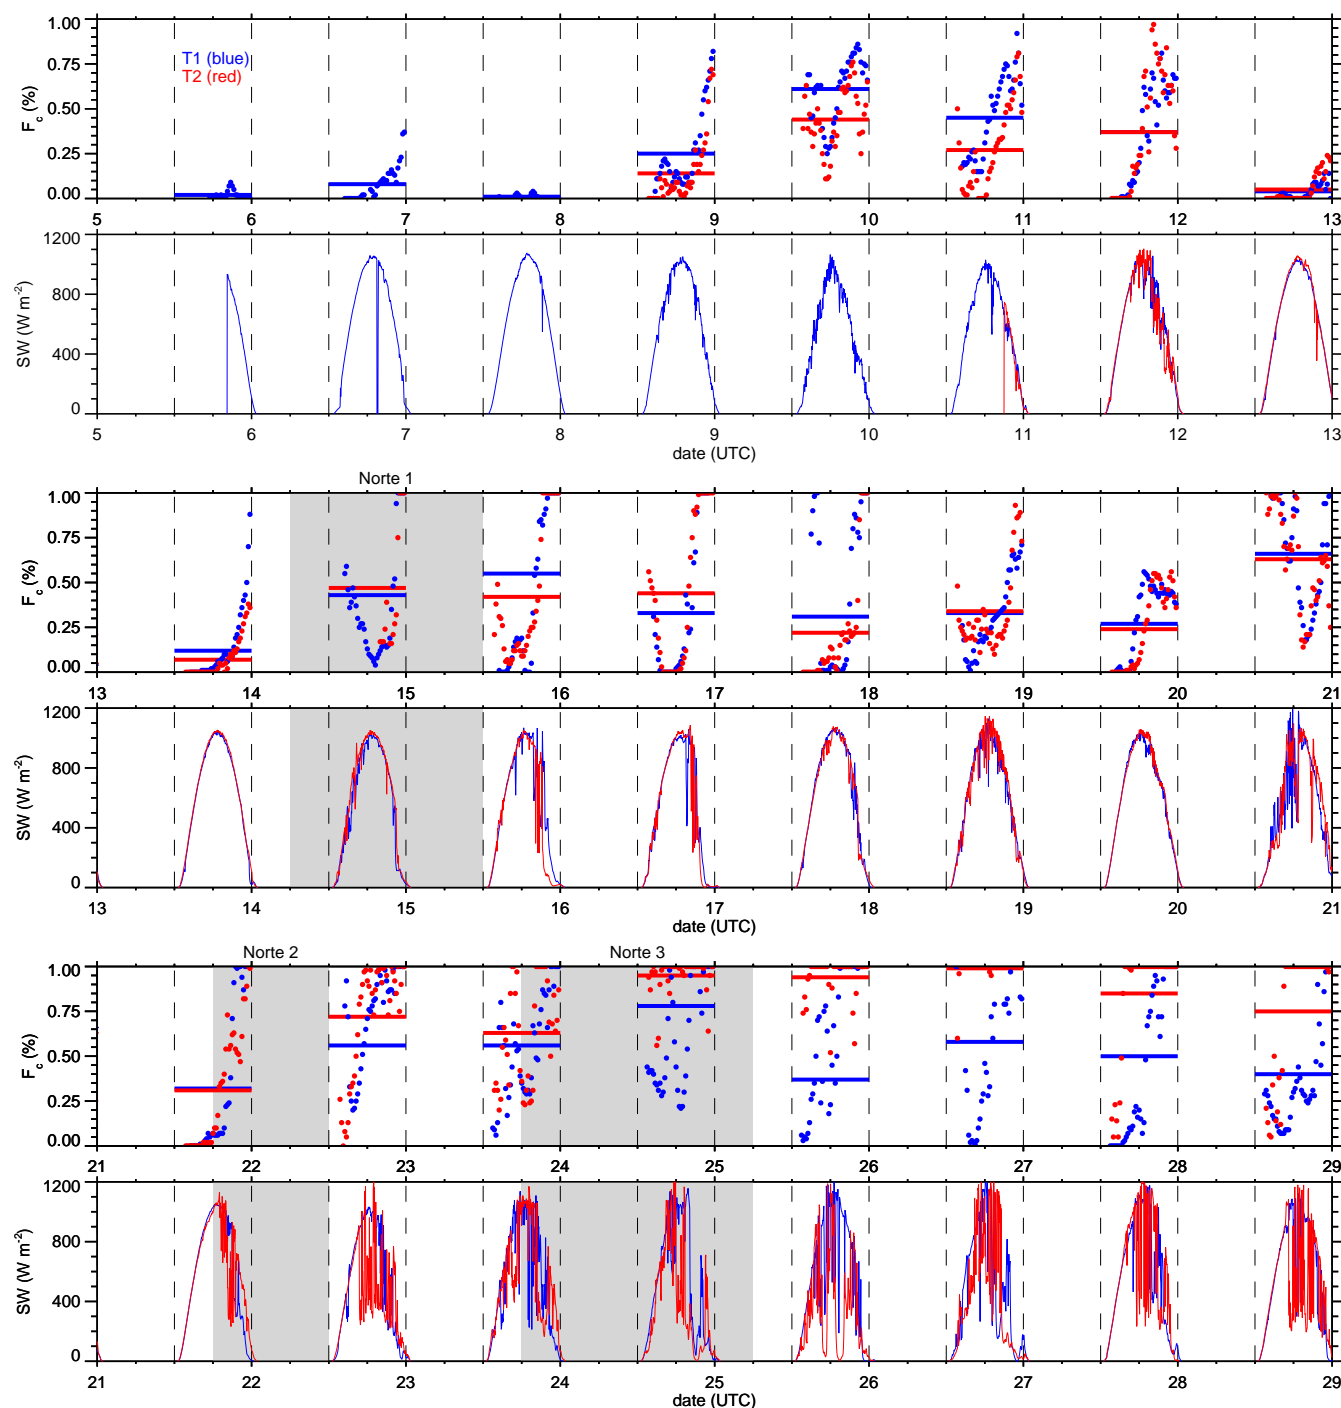 1.00
0.75
0.50
0.25
0.00
F_c (%)
T1 (blue)
T2 (red)
5 6 7 8 9 10 11 12 13
1200
800
400
0
SW (W m-2)
5 6 7 8 9 10 11 12 13
date (UTC)
Norte 1
1.00
0.75
0.50
0.25
0.00
F_c (%)
13 14 15 16 17 18 19 20 21
1200
800
400
0
SW (W m-2)
13 14 15 16 17 18 19 20 21
date (UTC)
Norte 2 Norte 3
1.00
0.75
0.50
0.25
0.00
F_c (%)
21 22 23 24 25 26 27 28 29
1200
800
400
0
SW (W m-2)
21 22 23 24 25 26 27 28 29
date (UTC)